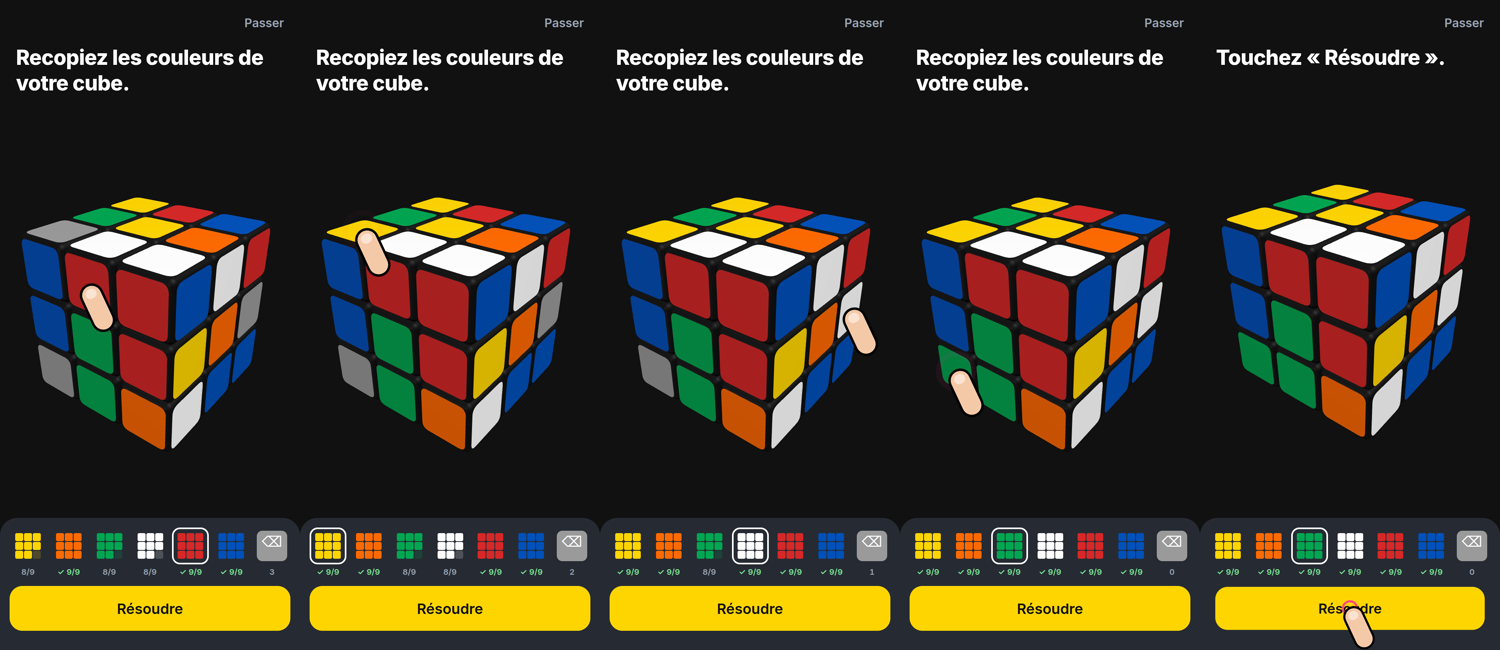 Passer
Recopiez les couleurs de
votre cube.
8/9 ✓ 9/9 8/9 8/9 ✓ 9/9 ✓ 9/9 3
Résoudre
Passer
Recopiez les couleurs de
votre cube.
✓ 9/9 ✓ 9/9 8/9 8/9 ✓ 9/9 ✓ 9/9 2
Résoudre
Passer
Recopiez les couleurs de
votre cube.
✓ 9/9 ✓ 9/9 8/9 ✓ 9/9 ✓ 9/9 ✓ 9/9 1
Résoudre
Passer
Recopiez les couleurs de
votre cube.
✓ 9/9 ✓ 9/9 ✓ 9/9 ✓ 9/9 ✓ 9/9 ✓ 9/9 0
Résoudre
Passer
Touchez « Résoudre ».
✓ 9/9 ✓ 9/9 ✓ 9/9 ✓ 9/9 ✓ 9/9 ✓ 9/9 0
Résoudre